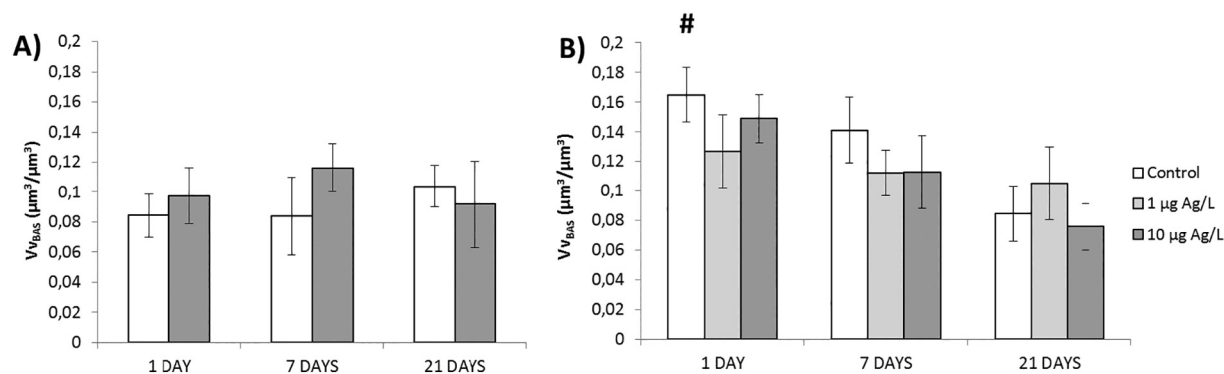 A)
Vv_BAS (μm³/μm³)
0,2
0,18
0,16
0,14
0,12
0,1
0,08
0,06
0,04
0,02
0
1 DAY 7 DAYS 21 DAYS
B)
#
Vv_BAS (μm³/μm³)
0,2
0,18
0,16
0,14
0,12
0,1
0,08
0,06
0,04
0,02
0
1 DAY 7 DAYS 21 DAYS
Control
1 μg Ag/L
10 μg Ag/L